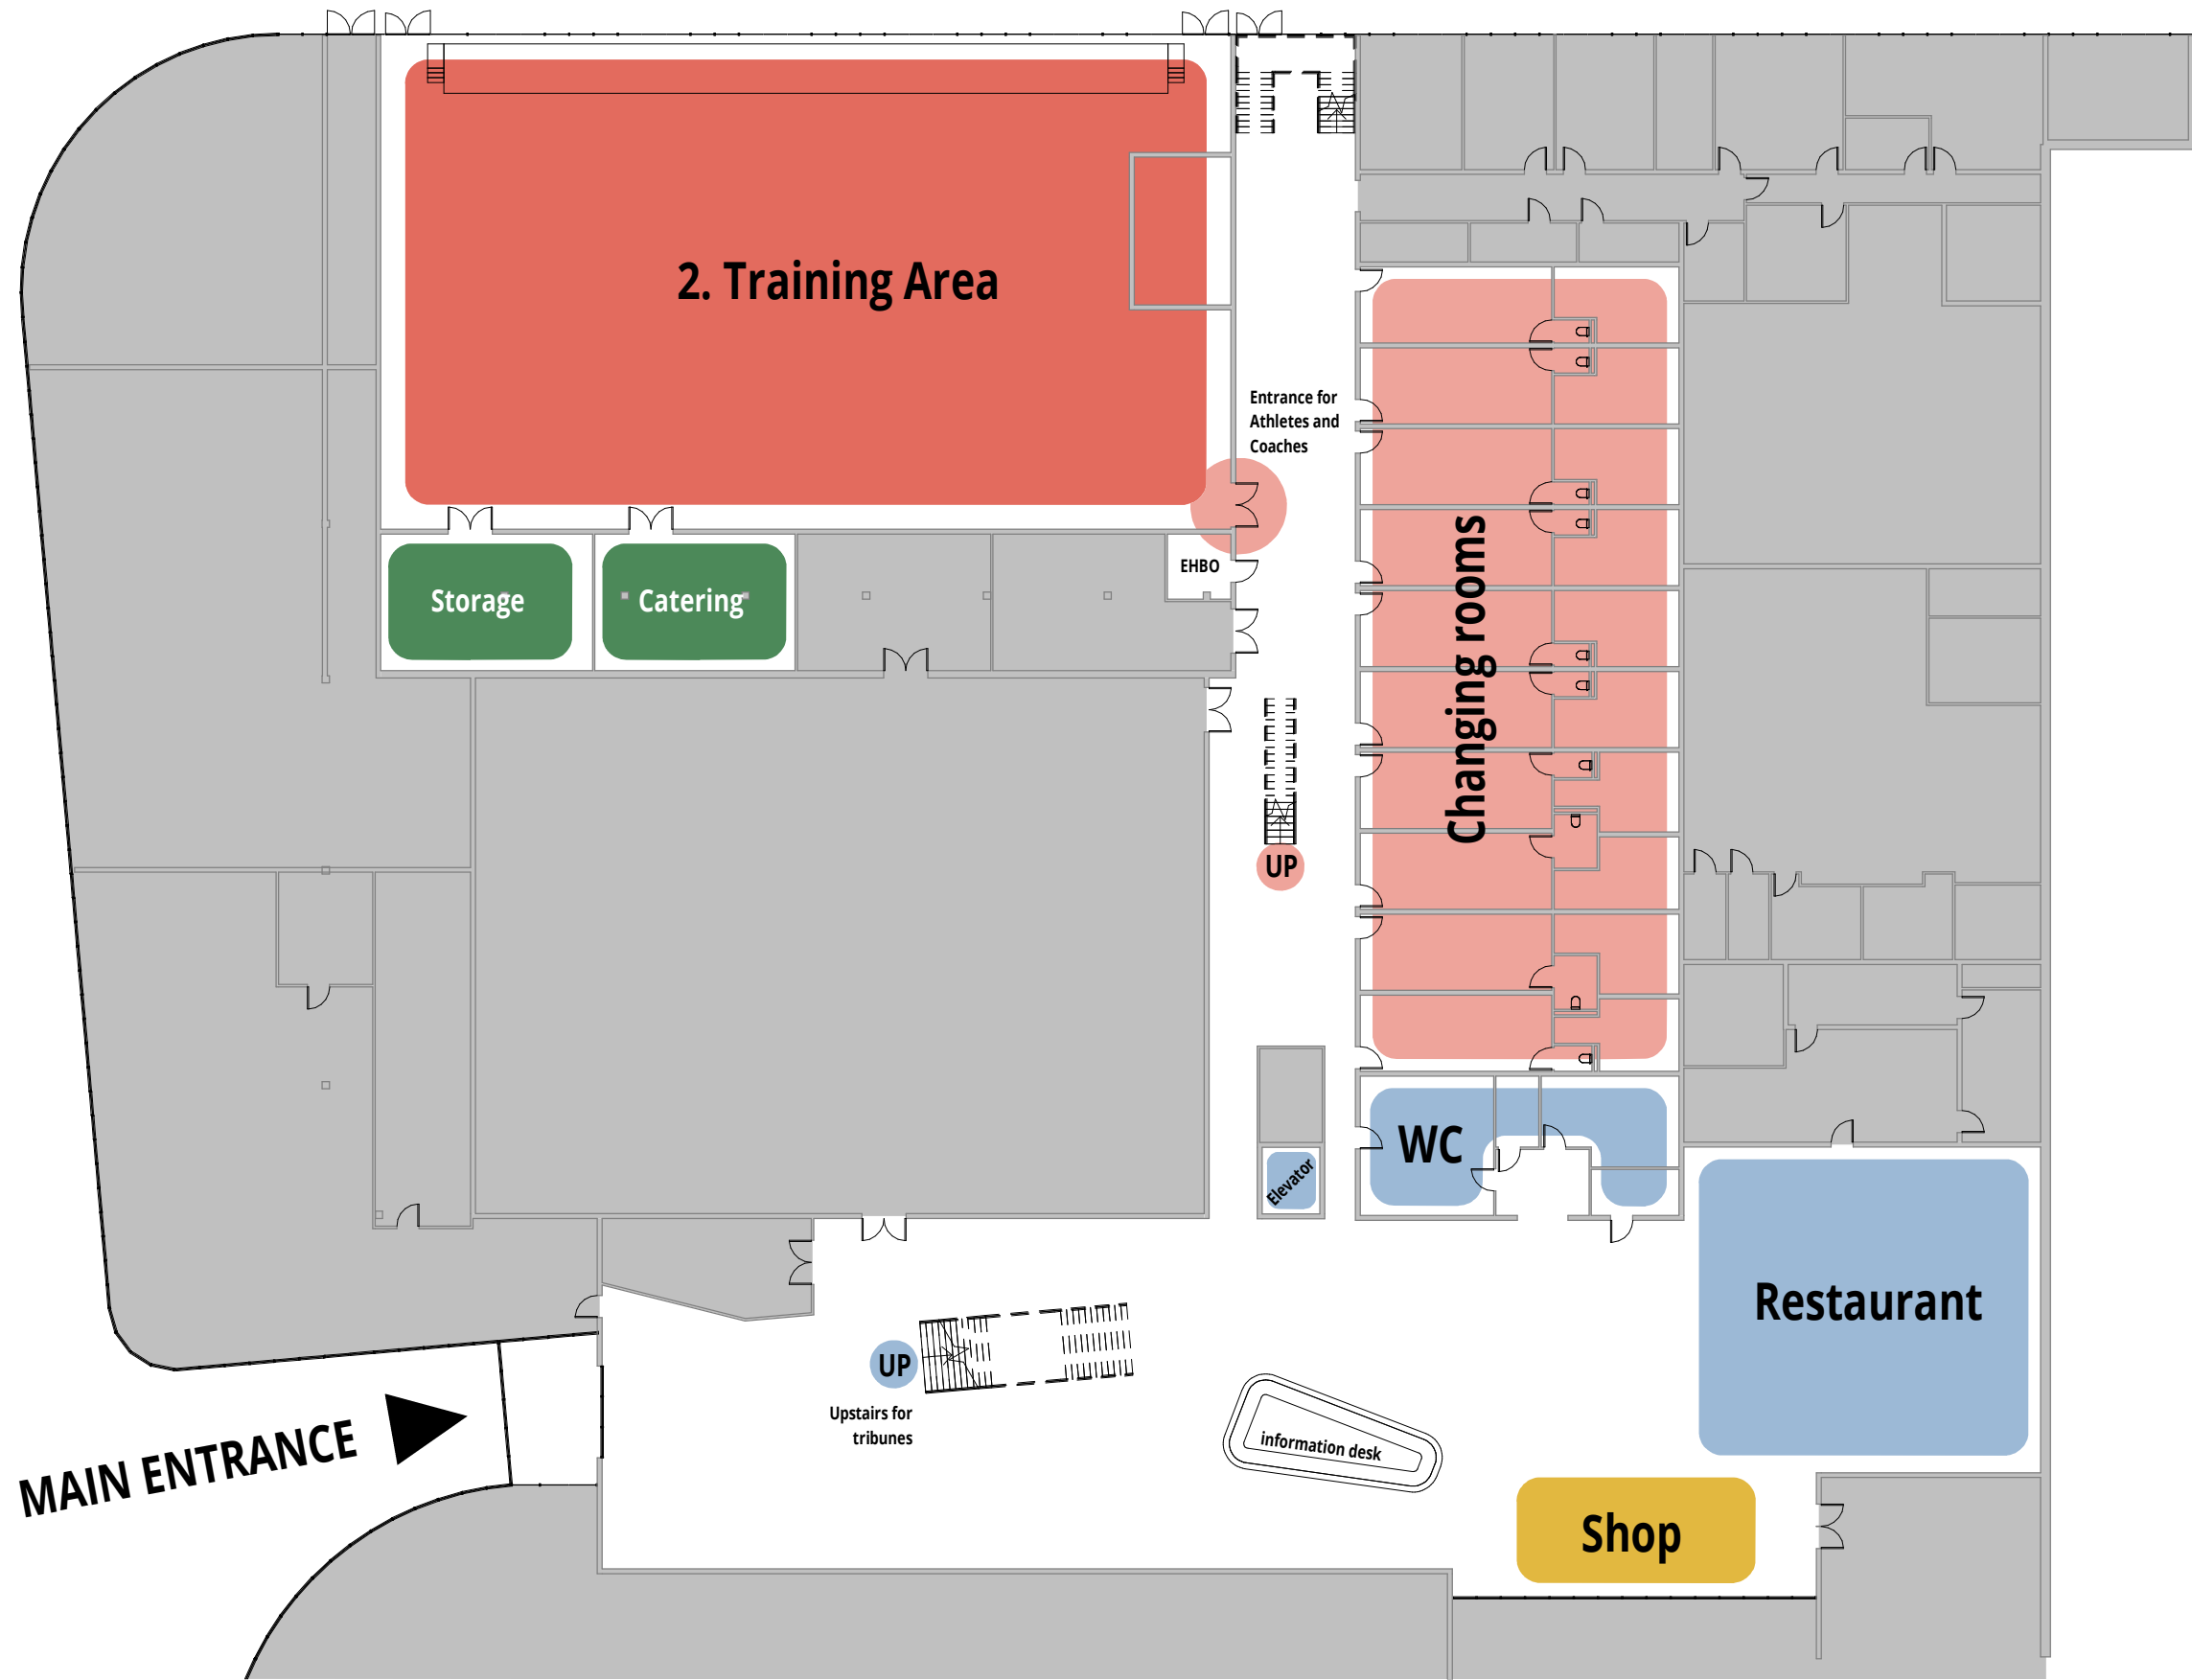 2. Training Area
Entrance for
Athletes and
Coaches
EHBO
Storage
Catering
Changing rooms
UP
WC
Elevator
Restaurant
UP
Upstairs for
tribunes
MAIN ENTRANCE
information desk
Shop